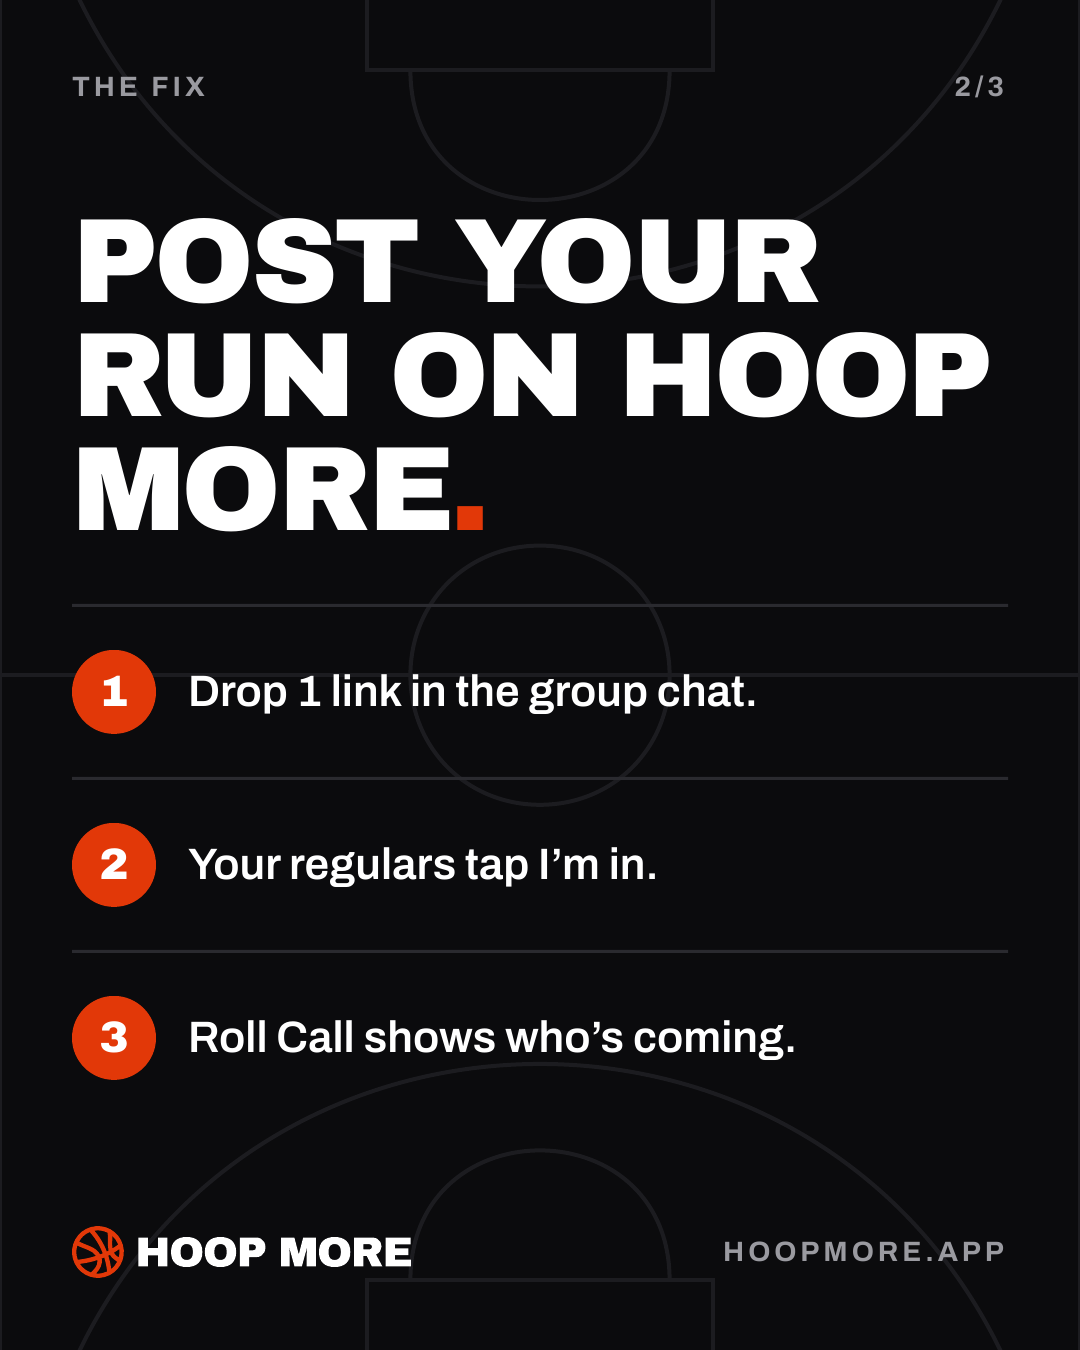 THE FIX
2/3
POST YOUR
RUN ON HOOP
MORE.
1 Drop 1 link in the group chat.
2 Your regulars tap I’m in.
3 Roll Call shows who’s coming.
HOOP MORE
HOOPMORE.APP